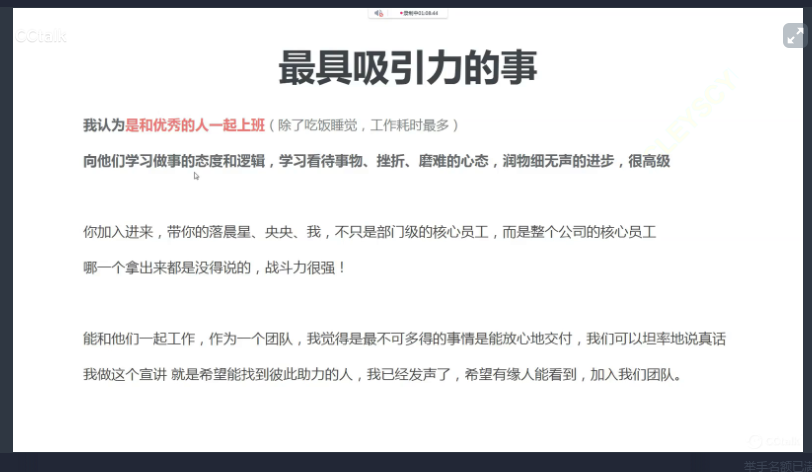 录制中01:08:44
CCtalk
最具吸引力的事
我认为是和优秀的人一起上班（除了吃饭睡觉，工作耗时最多）
向他们学习做事的态度和逻辑，学习看待事物、挫折、磨难的心态，润物细无声的进步，很高级
你加入进来，带你的落晨星、央央、我，不只是部门级的核心员工，而是整个公司的核心员工
哪一个拿出来都是没得说的，战斗力很强！
能和他们一起工作，作为一个团队，我觉得是最不可多得的事情是能放心地交付，我们可以坦率地说真话
我做这个宣讲 就是希望能找到彼此助力的人，我已经发声了，希望有缘人能看到，加入我们团队。
CCtalk